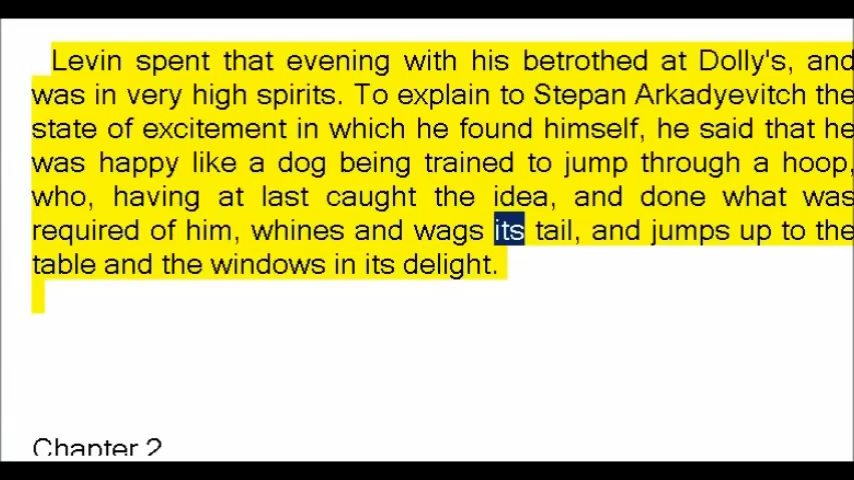 Levin spent that evening with his betrothed at Dolly's, and
was in very high spirits. To explain to Stepan Arkadyevitch the
state of excitement in which he found himself, he said that he
was happy like a dog being trained to jump through a hoop,
who, having at last caught the idea, and done what was
required of him, whines and wags its tail, and jumps up to the
table and the windows in its delight.
Chapter 2